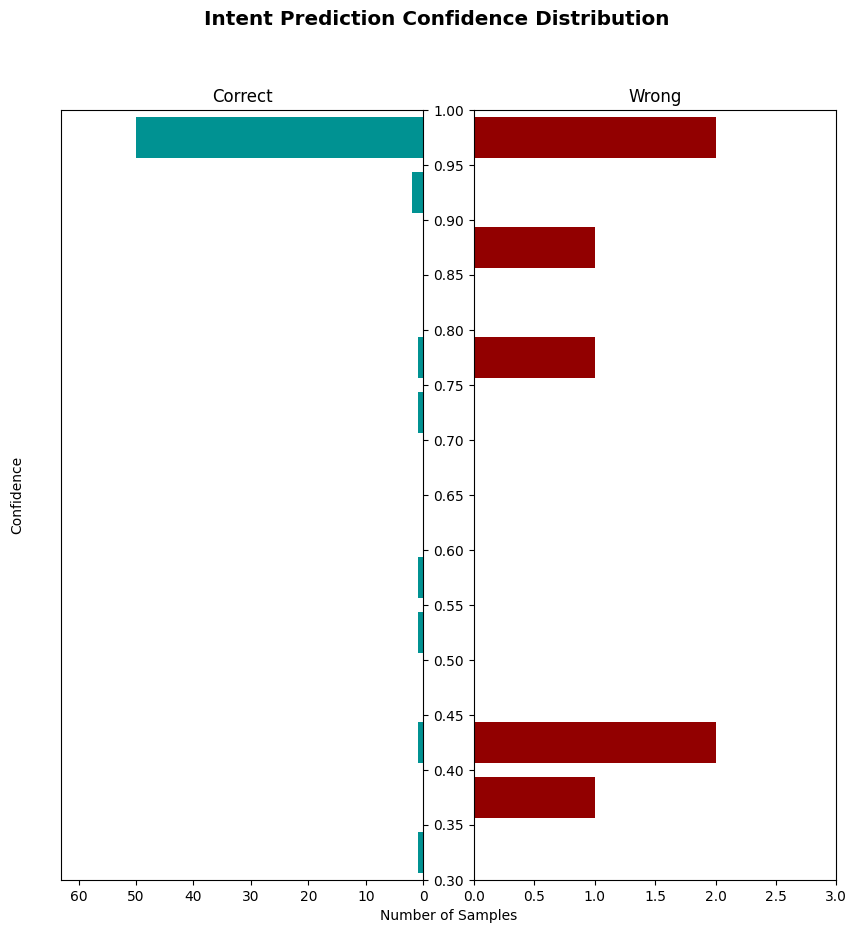 Intent Prediction Confidence Distribution
Correct
Wrong
1.00
0.95
0.90
0.85
0.80
0.75
0.70
0.65
0.60
0.55
0.50
0.45
0.40
0.35
0.30
Confidence
60 50 40 30 20 10 0
0.0 0.5 1.0 1.5 2.0 2.5 3.0
Number of Samples